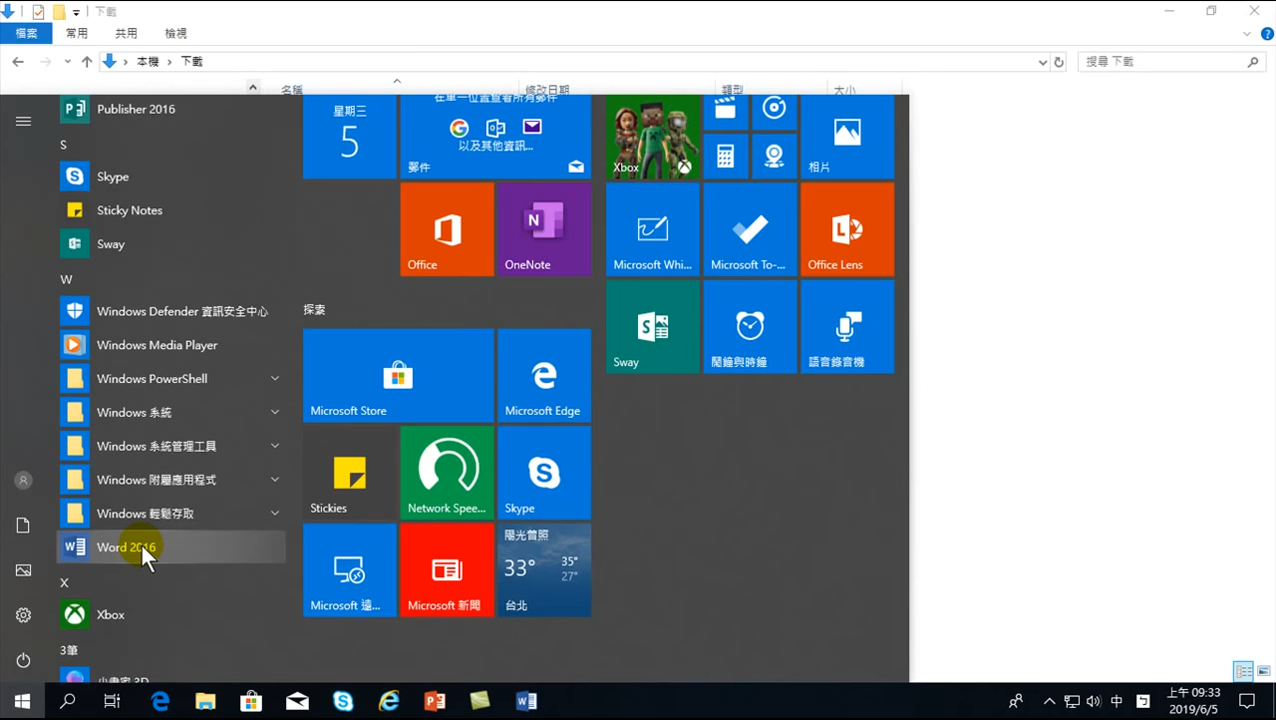 下載
檔案 常用 共用 檢視
本機 下載
搜尋 下載
名稱 修改日期 類型 大小
Publisher 2016
S
Skype
Sticky Notes
Sway
W
Windows Defender 資訊安全中心
Windows Media Player
Windows PowerShell
Windows 系統
Windows 系統管理工具
Windows 附屬應用程式
Windows 輕鬆存取
Word 2016
X
Xbox
3筆
小畫家 3D
星期三
5
在單一位置查看所有郵件
以及其他資訊...
郵件
Xbox
相片
Office
OneNote
Microsoft Whi...
Microsoft To-...
Office Lens
探索
Sway
鬧鐘與時鐘
語音錄音機
Microsoft Store
Microsoft Edge
Stickies
Network Spee...
Skype
Microsoft 遠...
Microsoft 新聞
陽光普照
33° 35°
27°
台北
中
上午 09:33
2019/6/5